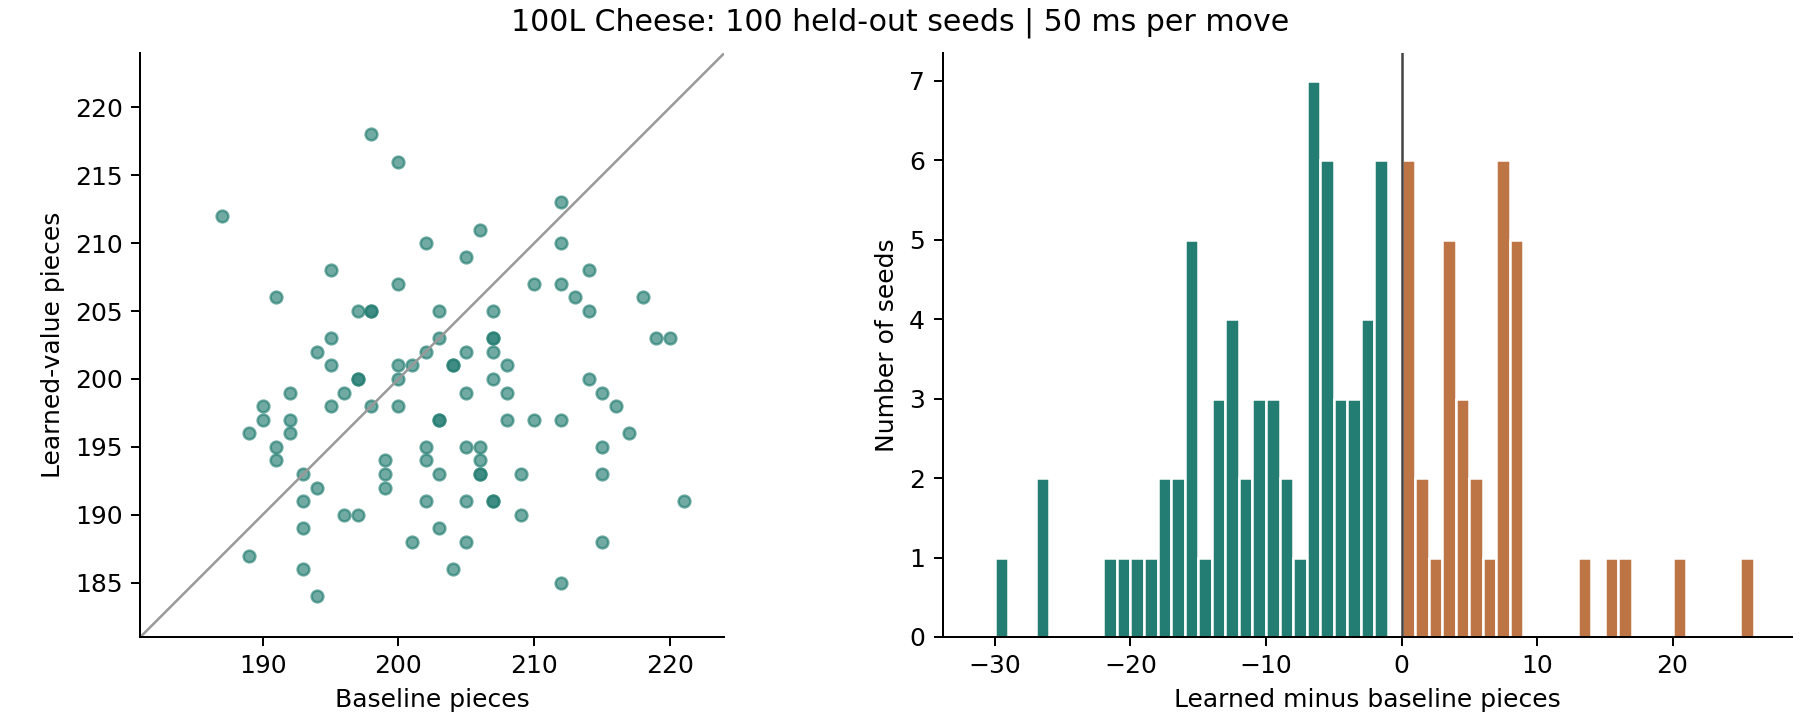 100L Cheese: 100 held-out seeds | 50 ms per move
220
215
210
205
200
195
190
185
Learned-value pieces
190 200 210 220
Baseline pieces
7
6
5
4
3
2
1
0
Number of seeds
−30 −20 −10 0 10 20
Learned minus baseline pieces